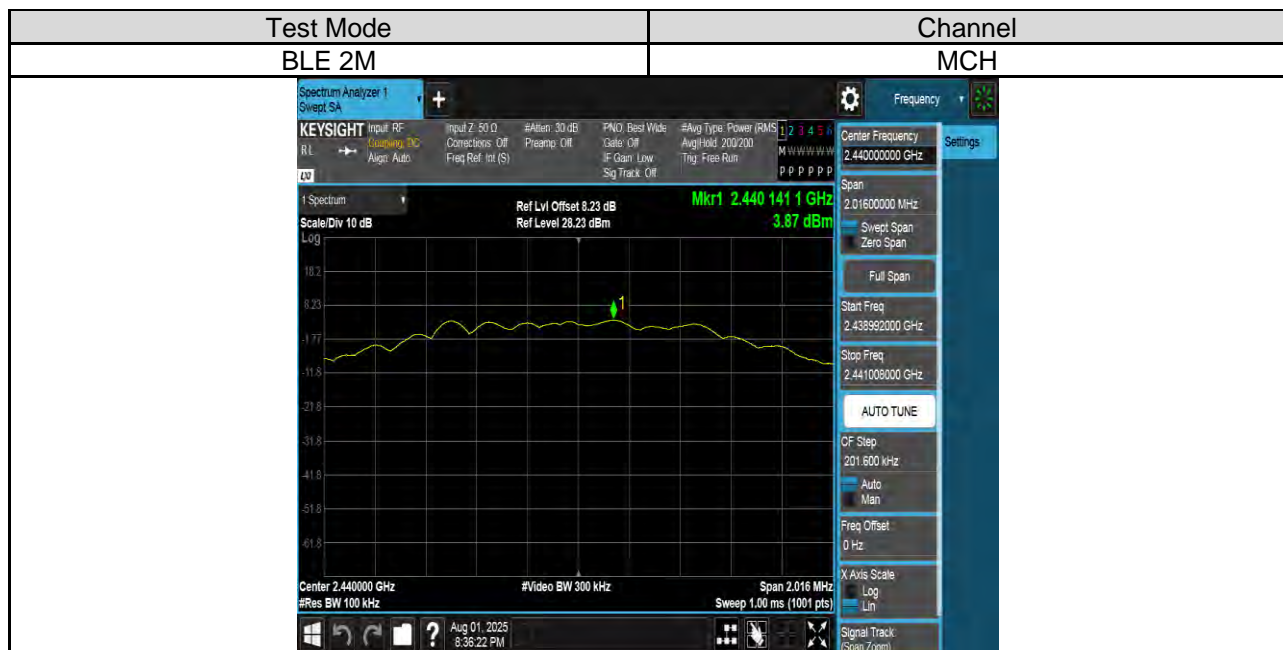 Test Mode Channel
BLE 2M MCH
Spectrum Analyzer 1
Swept SA
+
Frequency
KEYSIGHT Input: RF Input Z: 50 Ω #Atten: 30 dB PNO: Best Wide #Avg Type: Power (RMS 1 2 3 4 5 6
RL Coupling: DC Corrections: Off Preamp: Off Gate: Off Avg|Hold: 200/200 M W W W W W
Align: Auto Freq Ref: Int (S) IF Gain: Low Trig: Free Run
Sig Track: Off P P P P P P
1 Spectrum
Scale/Div 10 dB
Ref Lvl Offset 8.23 dB
Ref Level 28.23 dBm
Mkr1 2.440 141 1 GHz
3.87 dBm
Log
18.2
8.23
-1.77
-11.8
-21.8
-31.8
-41.8
-51.8
-61.8
1
Center 2.440000 GHz #Video BW 300 kHz Span 2.016 MHz
#Res BW 100 kHz Sweep 1.00 ms (1001 pts)
?
Aug 01, 2025
8:36:22 PM
Center Frequency
2.440000000 GHz
Settings
Span
2.01600000 MHz
Swept Span
Zero Span
Full Span
Start Freq
2.438992000 GHz
Stop Freq
2.441008000 GHz
AUTO TUNE
CF Step
201.600 kHz
Auto
Man
Freq Offset
0 Hz
X Axis Scale
Log
Lin
Signal Track
(Span Zoom)